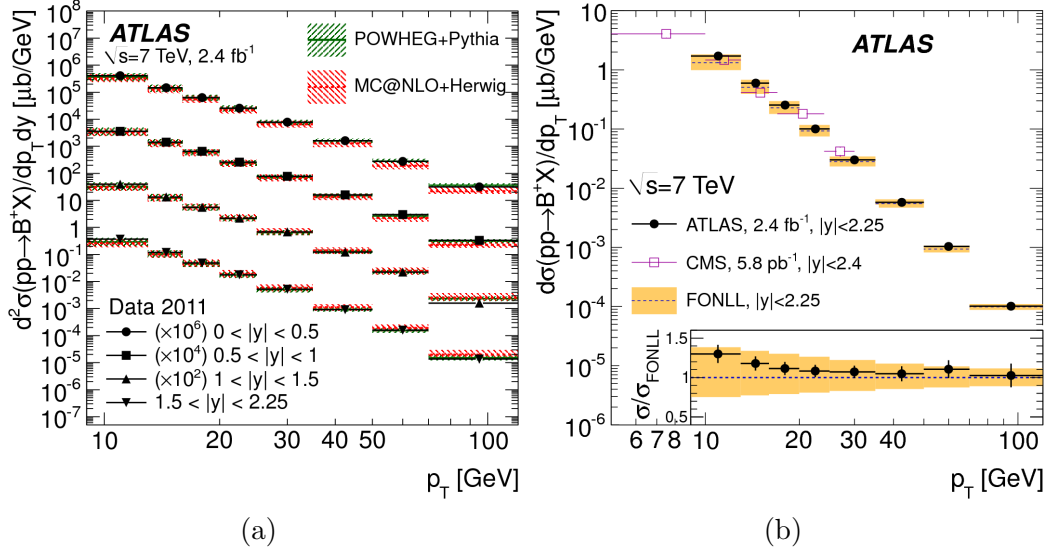 ATLAS
√s=7 TeV, 2.4 fb⁻¹
POWHEG+Pythia
MC@NLO+Herwig
d²σ(pp→B⁺X)/dp_T dy [μb/GeV]
10⁸
10⁷
10⁶
10⁵
10⁴
10³
10²
10
1
10⁻¹
10⁻²
10⁻³
10⁻⁴
10⁻⁵
10⁻⁶
10⁻⁷
Data 2011
(×10⁶) 0 < |y| < 0.5
(×10⁴) 0.5 < |y| < 1
(×10²) 1 < |y| < 1.5
1.5 < |y| < 2.25
10 20 30 40 50 100
p_T [GeV]
(a)
ATLAS
dσ(pp→B⁺X)/dp_T [μb/GeV]
10
1
10⁻¹
10⁻²
10⁻³
10⁻⁴
10⁻⁵
10⁻⁶
√s=7 TeV
ATLAS, 2.4 fb⁻¹, |y|<2.25
CMS, 5.8 pb⁻¹, |y|<2.4
FONLL, |y|<2.25
σ/σ_FONLL
1.5
1
0.5
6 7 8 10 20 30 100
p_T [GeV]
(b)